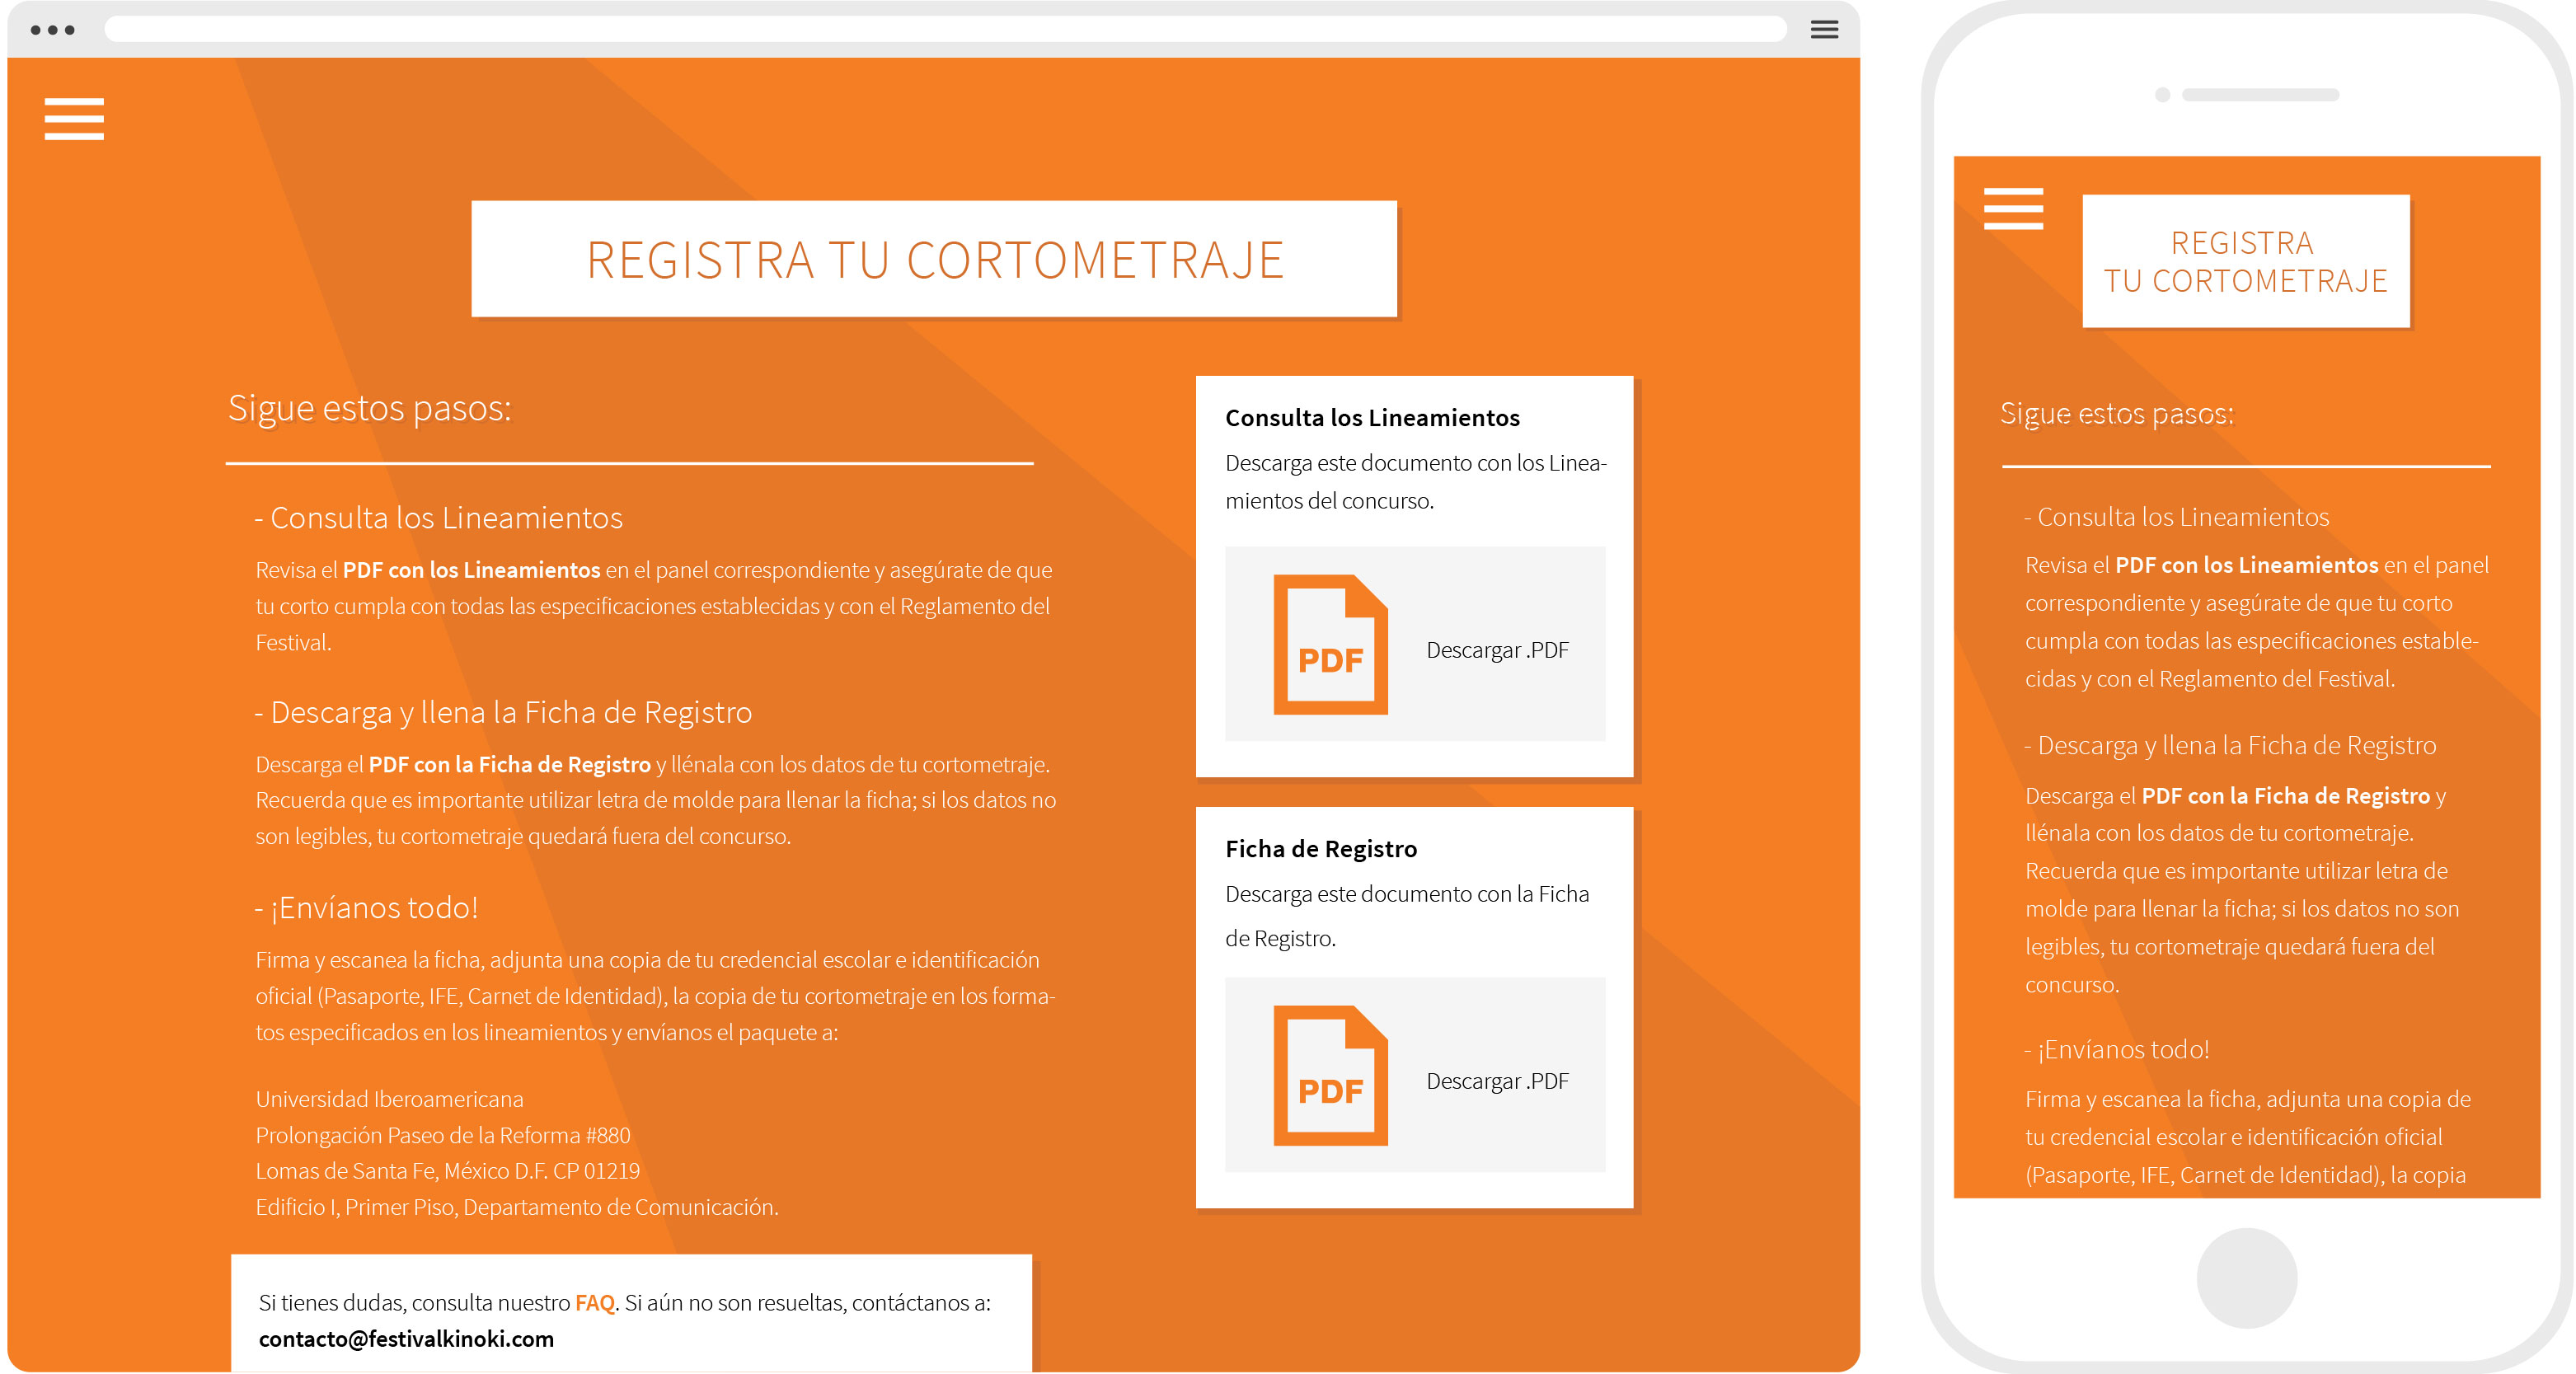 REGISTRA TU CORTOMETRAJE
Sigue estos pasos:
- Consulta los Lineamientos
Revisa el PDF con los Lineamientos en el panel correspondiente y asegúrate de que
tu corto cumpla con todas las especificaciones establecidas y con el Reglamento del
Festival.
- Descarga y llena la Ficha de Registro
Descarga el PDF con la Ficha de Registro y llénala con los datos de tu cortometraje.
Recuerda que es importante utilizar letra de molde para llenar la ficha; si los datos no
son legibles, tu cortometraje quedará fuera del concurso.
- ¡Envíanos todo!
Firma y escanea la ficha, adjunta una copia de tu credencial escolar e identificación
oficial (Pasaporte, IFE, Carnet de Identidad), la copia de tu cortometraje en los forma-
tos especificados en los lineamientos y envíanos el paquete a:
Universidad Iberoamericana
Prolongación Paseo de la Reforma #880
Lomas de Santa Fe, México D.F. CP 01219
Edificio I, Primer Piso, Departamento de Comunicación.
Si tienes dudas, consulta nuestro FAQ. Si aún no son resueltas, contáctanos a:
contacto@festivalkinoki.com
Consulta los Lineamientos
Descarga este documento con los Linea-
mientos del concurso.
PDF
Descargar .PDF
Ficha de Registro
Descarga este documento con la Ficha
de Registro.
PDF
Descargar .PDF
REGISTRA
TU CORTOMETRAJE
Sigue estos pasos:
- Consulta los Lineamientos
Revisa el PDF con los Lineamientos en el panel
correspondiente y asegúrate de que tu corto
cumpla con todas las especificaciones estable-
cidas y con el Reglamento del Festival.
- Descarga y llena la Ficha de Registro
Descarga el PDF con la Ficha de Registro y
llénala con los datos de tu cortometraje.
Recuerda que es importante utilizar letra de
molde para llenar la ficha; si los datos no son
legibles, tu cortometraje quedará fuera del
concurso.
- ¡Envíanos todo!
Firma y escanea la ficha, adjunta una copia de
tu credencial escolar e identificación oficial
(Pasaporte, IFE, Carnet de Identidad), la copia